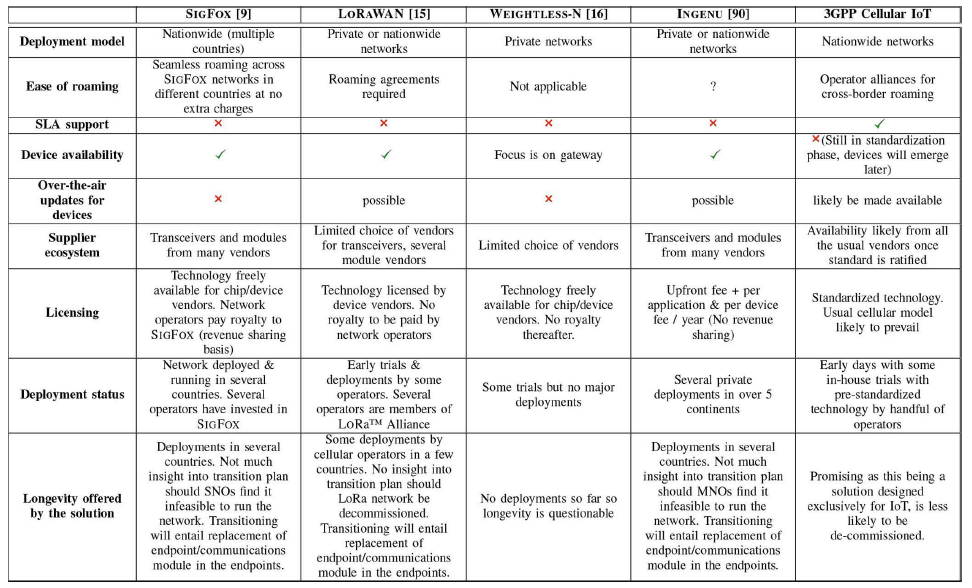 SIGFOX [9] LORAWAN [15] WEIGHTLESS-N [16] INGENU [90] 3GPP Cellular IoT
Deployment model
Nationwide (multiple
countries)
Private or nationwide
networks
Private networks
Private or nationwide
networks
Nationwide networks
Ease of roaming
Seamless roaming across
SIGFOX networks in
different countries at no
extra charges
Roaming agreements
required
Not applicable
?
Operator alliances for
cross-border roaming
SLA support
✗
✗
✗
✗
✓
Device availability
✓
✓
Focus is on gateway
✓
✗(Still in standardization
phase, devices will emerge
later)
Over-the-air
updates for
devices
✗
possible
✗
possible
likely be made available
Supplier
ecosystem
Transceivers and modules
from many vendors
Limited choice of vendors
for transceivers, several
module vendors
Limited choice of vendors
Transceivers and modules
from many vendors
Availability likely from all
the usual vendors once
standard is ratified
Licensing
Technology freely
available for chip/device
vendors. Network
operators pay royalty to
SIGFOX (revenue sharing
basis)
Technology licensed by
device vendors. No
royalty to be paid by
network operators
Technology freely
available for chip/device
vendors. No royalty
thereafter.
Upfront fee + per
application & per device
fee / year (No revenue
sharing)
Standardized technology.
Usual cellular model
likely to prevail
Deployment status
Network deployed &
running in several
countries. Several
operators have invested in
SIGFOX
Early trials &
deployments by some
operators. Several
operators are members of
LORa™ Alliance
Some trials but no major
deployments
Several private
deployments in over 5
continents
Early days with some
in-house trials with
pre-standardized
technology by handful of
operators
Longevity offered
by the solution
Deployments in several
countries. Not much
insight into transition plan
should SNOs find it
infeasible to run the
network. Transitioning
will entail replacement of
endpoint/communications
module in the endpoints.
Some deployments by
cellular operators in a few
countries. No insight into
transition plan should
LoRa network be
decommissioned.
Transitioning will entail
replacement of
endpoint/communications
module in the endpoints.
No deployments so far so
longevity is questionable
Deployments in several
countries. Not much
insight into transition plan
should MNOs find it
infeasible to run the
network. Transitioning
will entail replacement of
endpoint/communications
module in the endpoints.
Promising as this being a
solution designed
exclusively for IoT, is less
likely to be
de-commissioned.